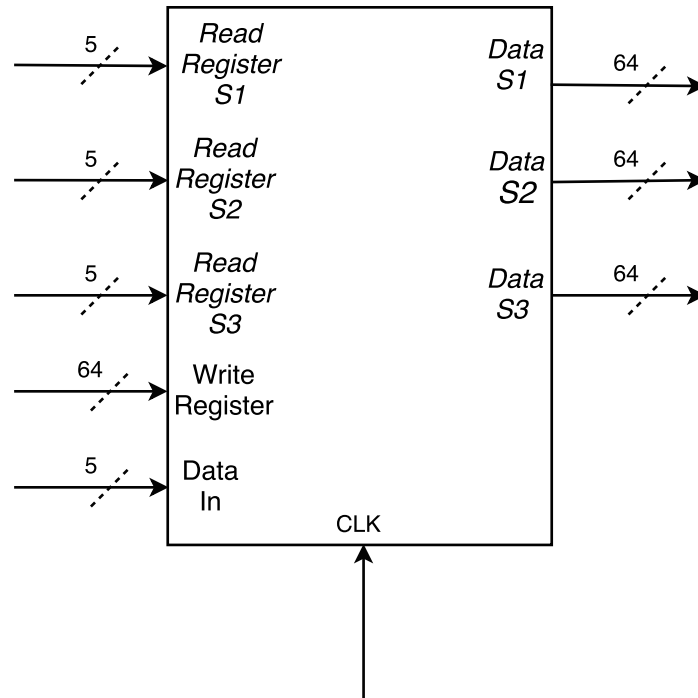 5
Read
Register
S1
Data
S1
64
5
Read
Register
S2
Data
S2
64
5
Read
Register
S3
Data
S3
64
64
Write
Register
5
Data
In
CLK